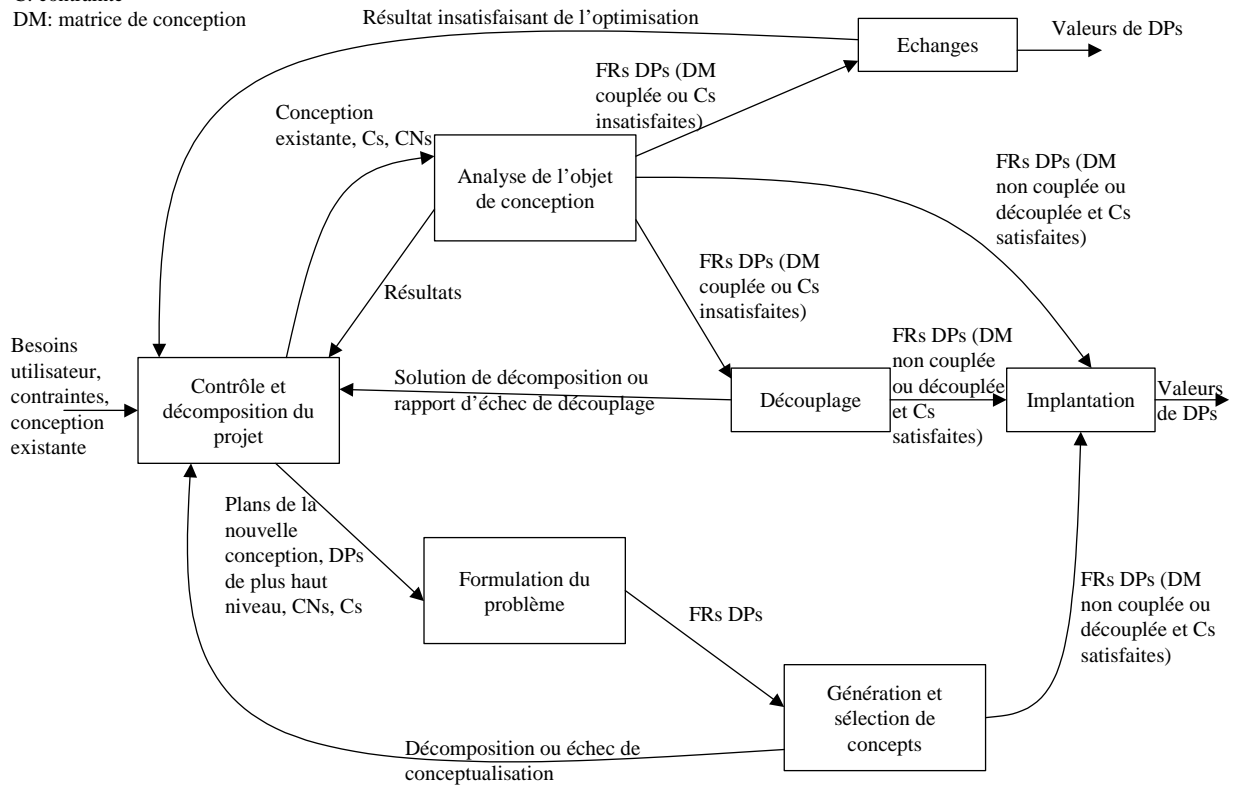 DM: matrice de conception
Résultat insatisfaisant de l’optimisation
Echanges
Valeurs de DPs
FRs DPs (DM
couplée ou Cs
insatisfaites)
Conception
existante, Cs, CNs
Analyse de l’objet
de conception
FRs DPs (DM
non couplée ou
découplée et Cs
satisfaites)
FRs DPs (DM
couplée ou Cs
insatisfaites)
Résultats
Besoins
utilisateur,
contraintes,
conception
existante
Contrôle et
décomposition du
projet
Solution de décomposition ou
rapport d’échec de découplage
Découplage
FRs DPs (DM
non couplée
ou découplée
et Cs
satisfaites)
Implantation
Valeurs
de DPs
Plans de la
nouvelle
conception, DPs
de plus haut
niveau, CNs, Cs
Formulation du
problème
FRs DPs
FRs DPs (DM
non couplée ou
découplée et Cs
satisfaites)
Génération et
sélection de
concepts
Décomposition ou échec de
conceptualisation